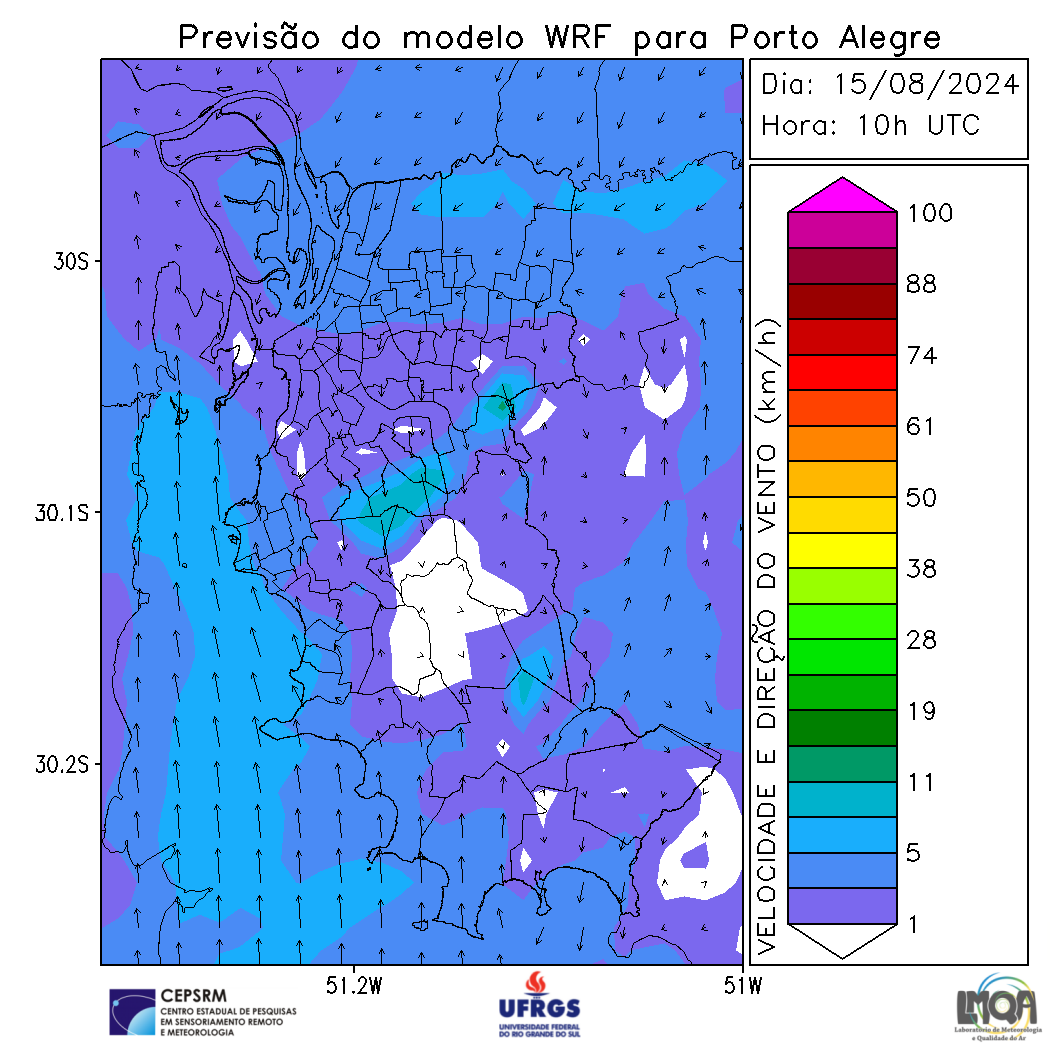 Previsão do modelo WRF para Porto Alegre
Dia: 15/08/2024
Hora: 10h UTC
30S
30.1S
30.2S
51.2W
51W
VELOCIDADE E DIREÇÃO DO VENTO (km/h)
100
88
74
61
50
38
28
19
11
5
1
CEPSRM
CENTRO ESTADUAL DE PESQUISAS
EM SENSORIAMENTO REMOTO
E METEOROLOGIA
UFRGS
UNIVERSIDADE FEDERAL
DO RIO GRANDE DO SUL
LMQA
Laboratório de Meteorologia
e Qualidade do Ar